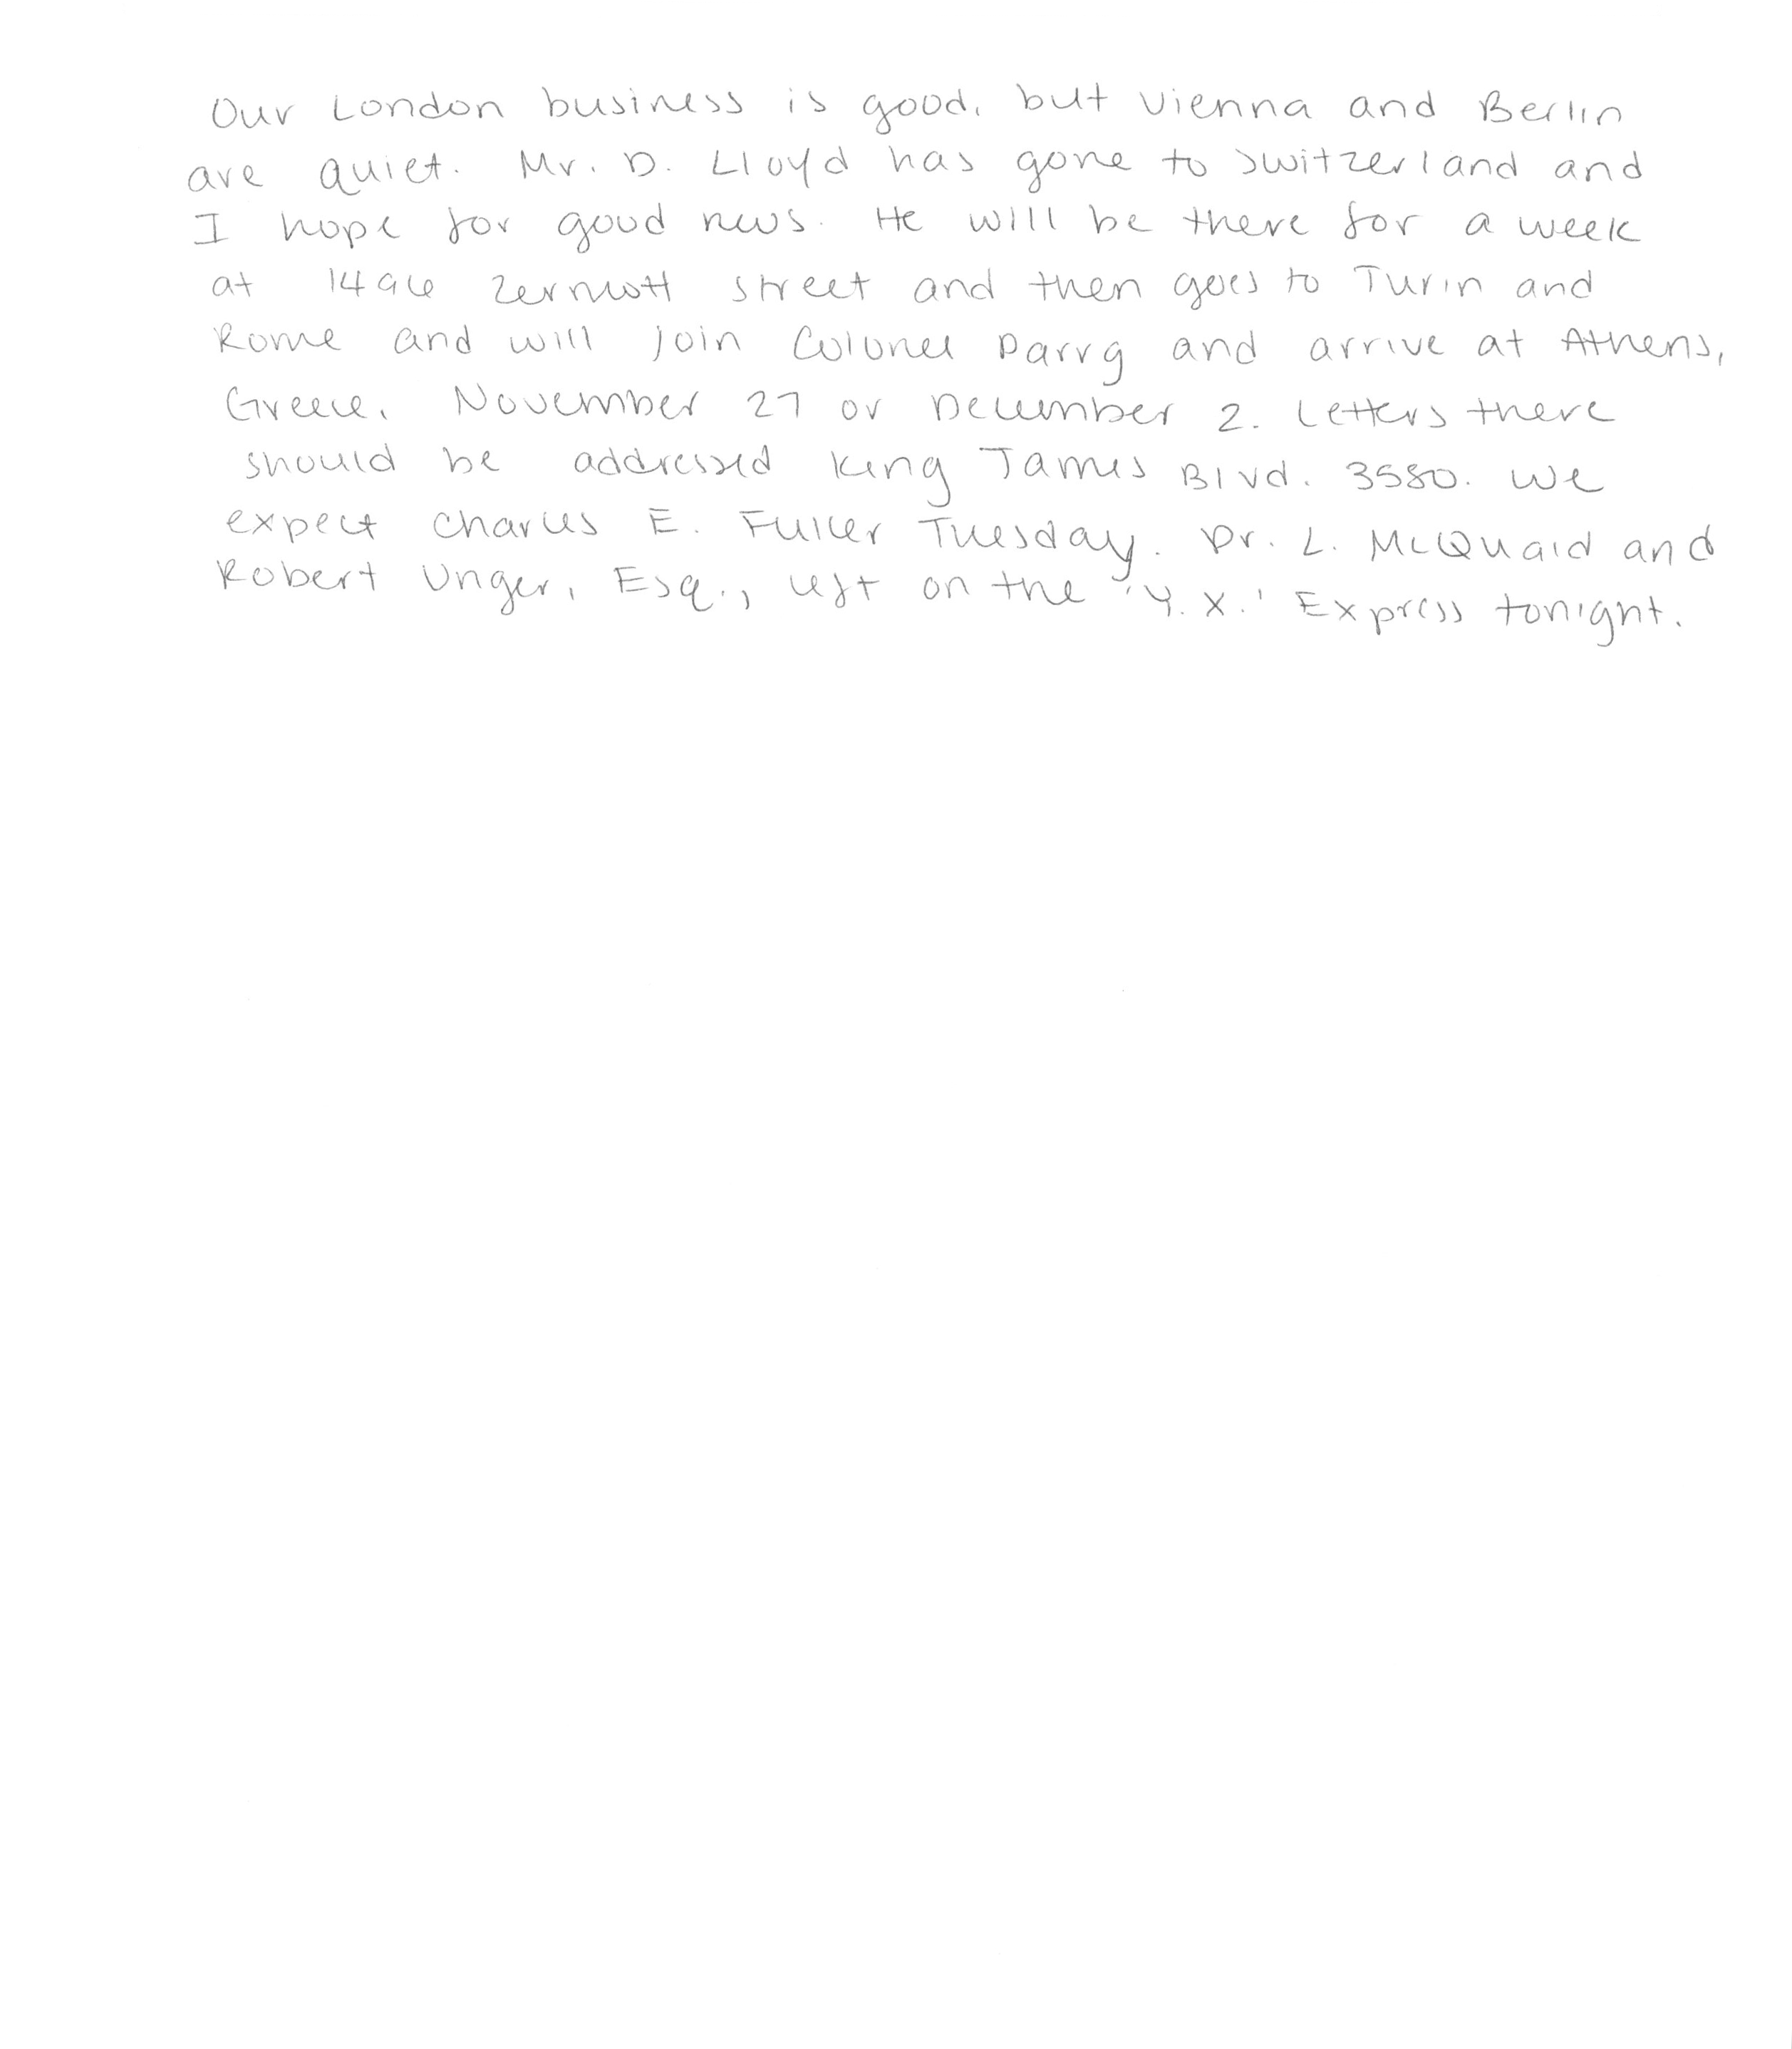 Our London business is good, but Vienna and Berlin
are quiet. Mr. D. Lloyd has gone to Switzerland and
I hope for good news. He will be there for a week
at 1496 Zermott street and then goes to Turin and
Rome and will join Colonel Parry and arrive at Athens,
Greece, November 27 or December 2. Letters there
should be addressed King James Blvd. 3580. We
expect Charles E. Fuller Tuesday. Dr. L. McQuaid and
Robert Unger, Esq., left on the 'Y.X.' Express tonight.